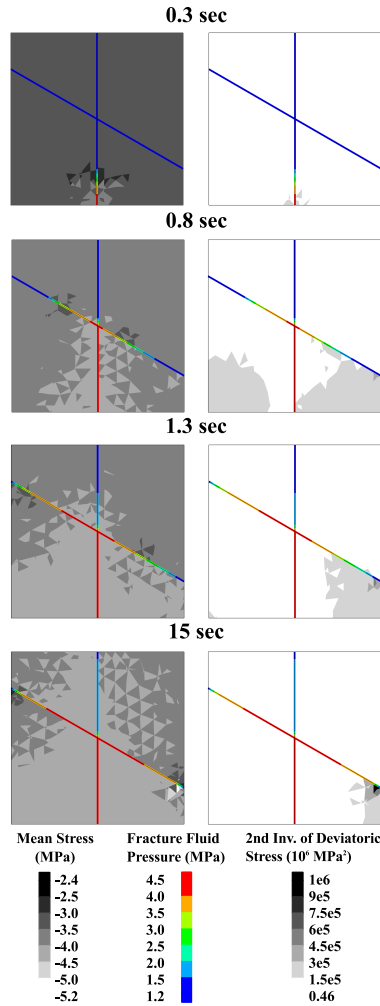 0.3 sec
0.8 sec
1.3 sec
15 sec
Mean Stress
(MPa)
-2.4
-2.5
-3.0
-3.5
-4.0
-4.5
-5.0
-5.2
Fracture Fluid
Pressure (MPa)
4.5
4.0
3.5
3.0
2.5
2.0
1.5
1.2
2nd Inv. of Deviatoric
Stress (10⁶ MPa²)
1e6
9e5
7.5e5
6e5
4.5e5
3e5
1.5e5
0.46